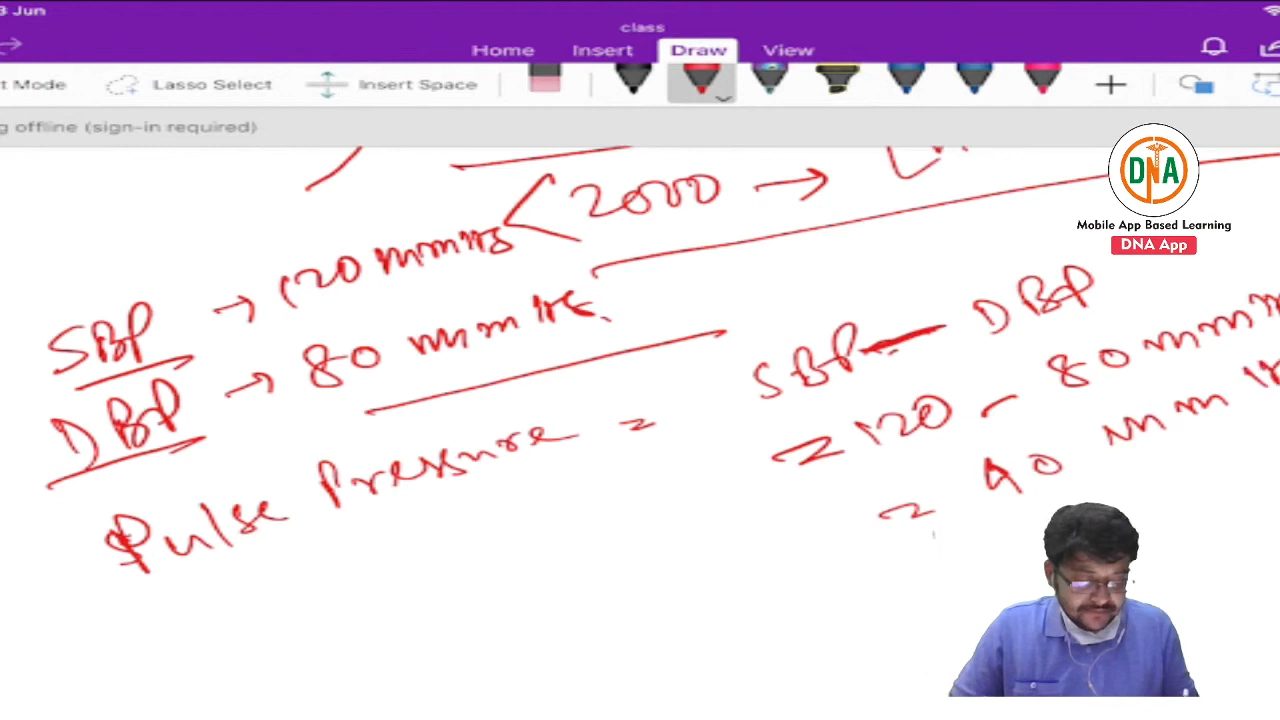 3 Jun
class
Home Insert Draw View
t Mode Lasso Select Insert Space
g offline (sign-in required)
DNA
Mobile App Based Learning
DNA App
< 2000 →
SBP → 120 mmHg
DBP → 80 mm Hg
Pulse Pressure = SBP - DBP
= 120 - 80 mmH
= 40 mm H